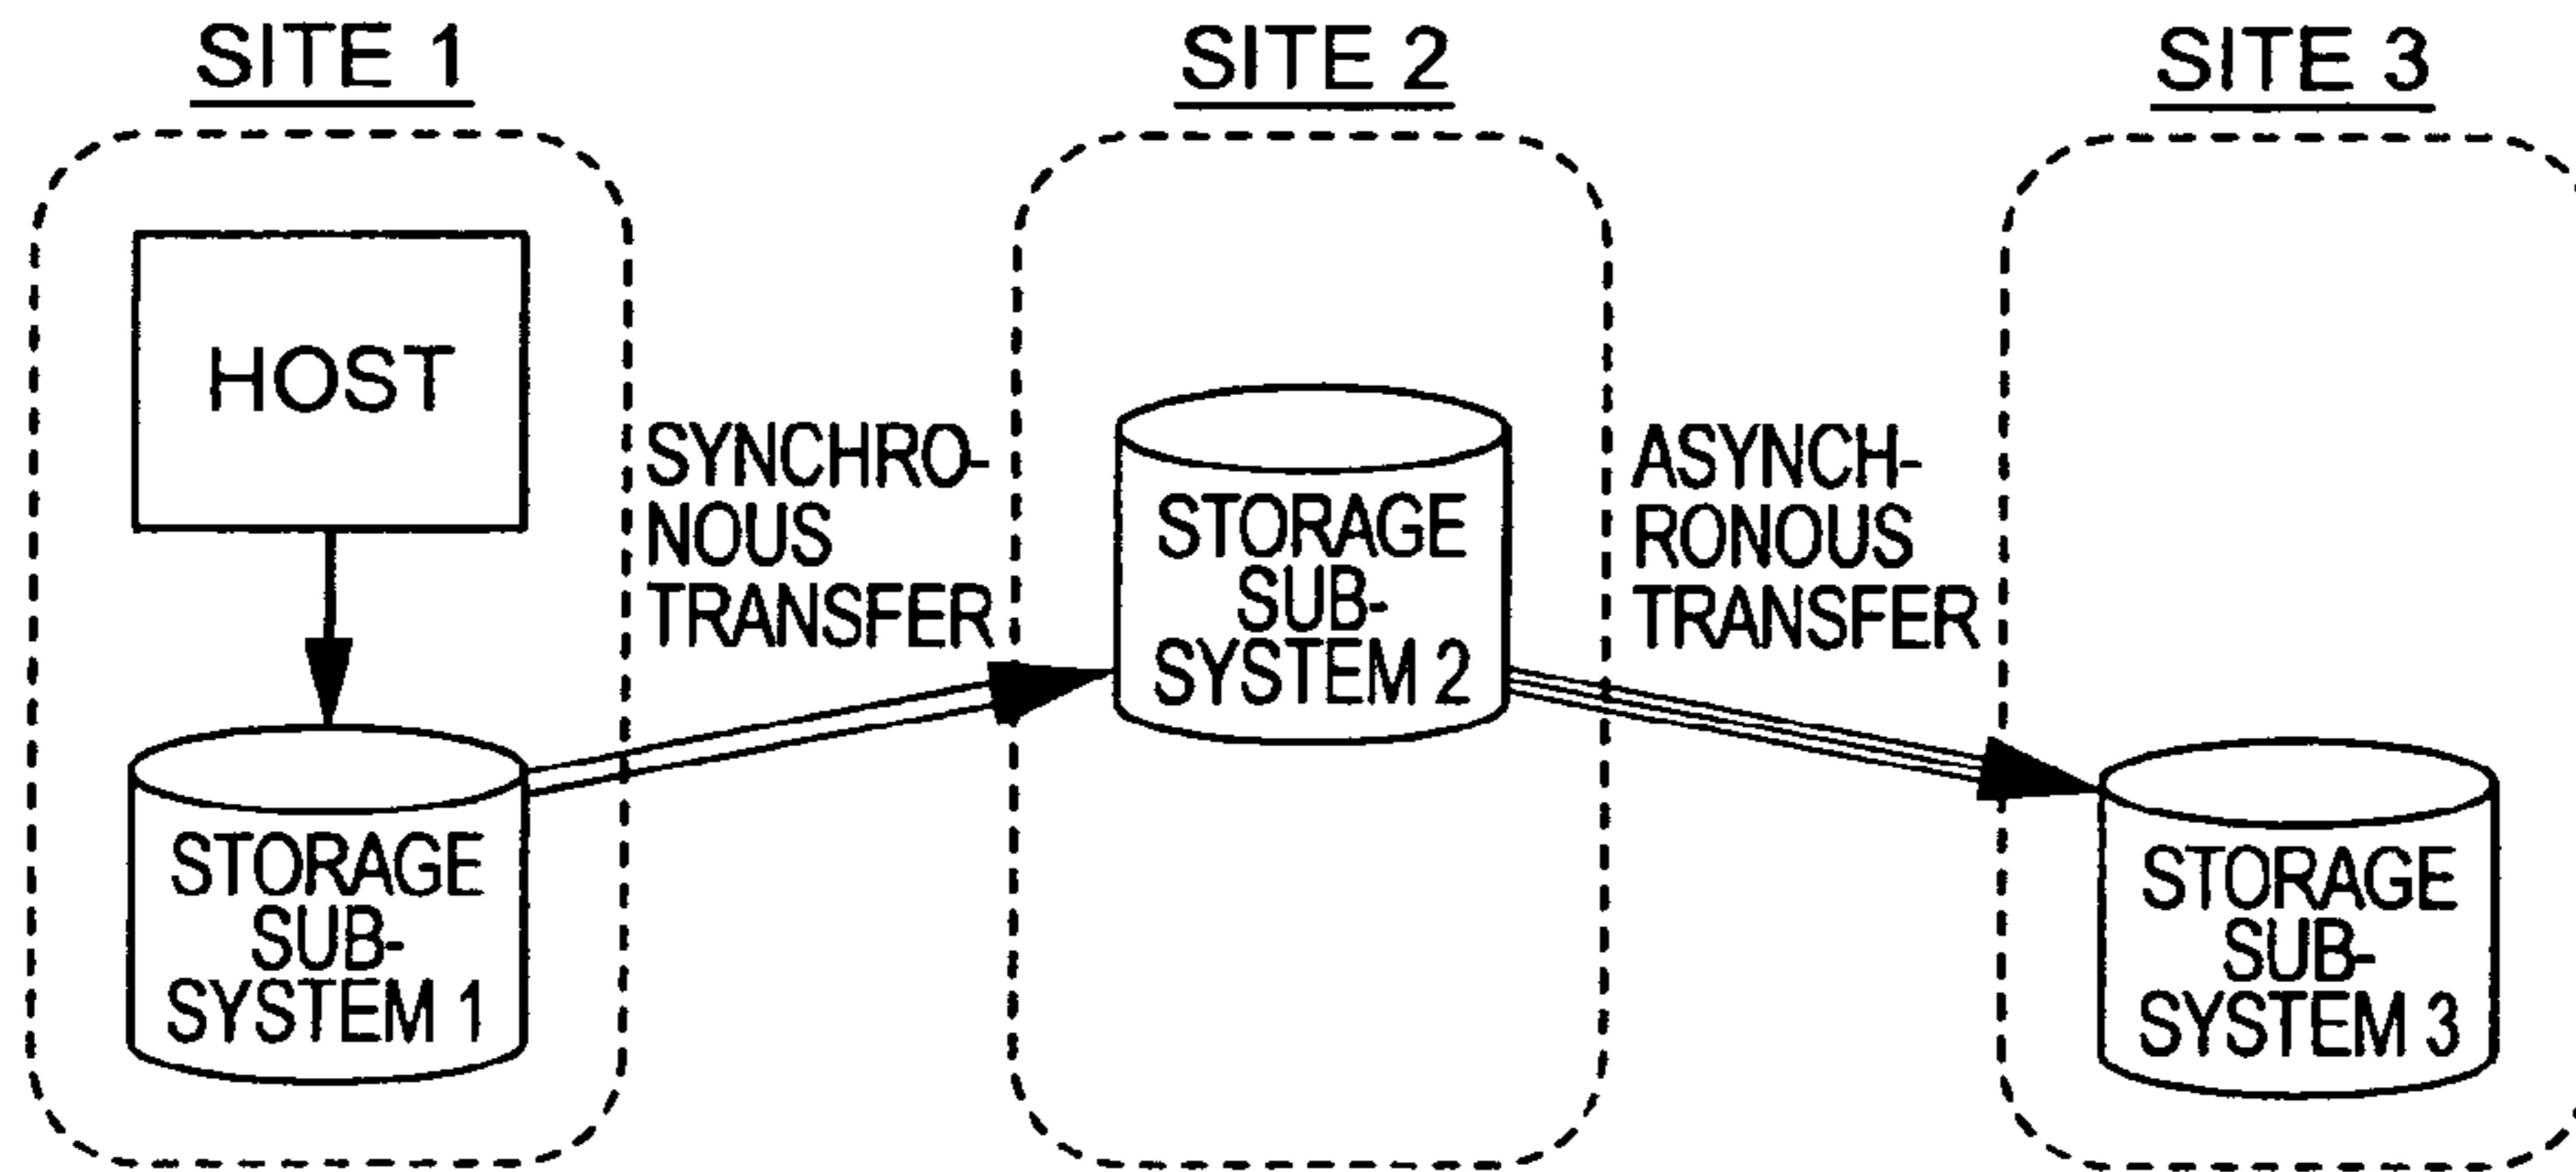 SITE 1
SITE 2
SITE 3
HOST
SYNCHRO-
NOUS
TRANSFER
STORAGE
SUB-
SYSTEM 1
STORAGE
SUB-
SYSTEM 2
ASYNCH-
RONOUS
TRANSFER
STORAGE
SUB-
SYSTEM 3